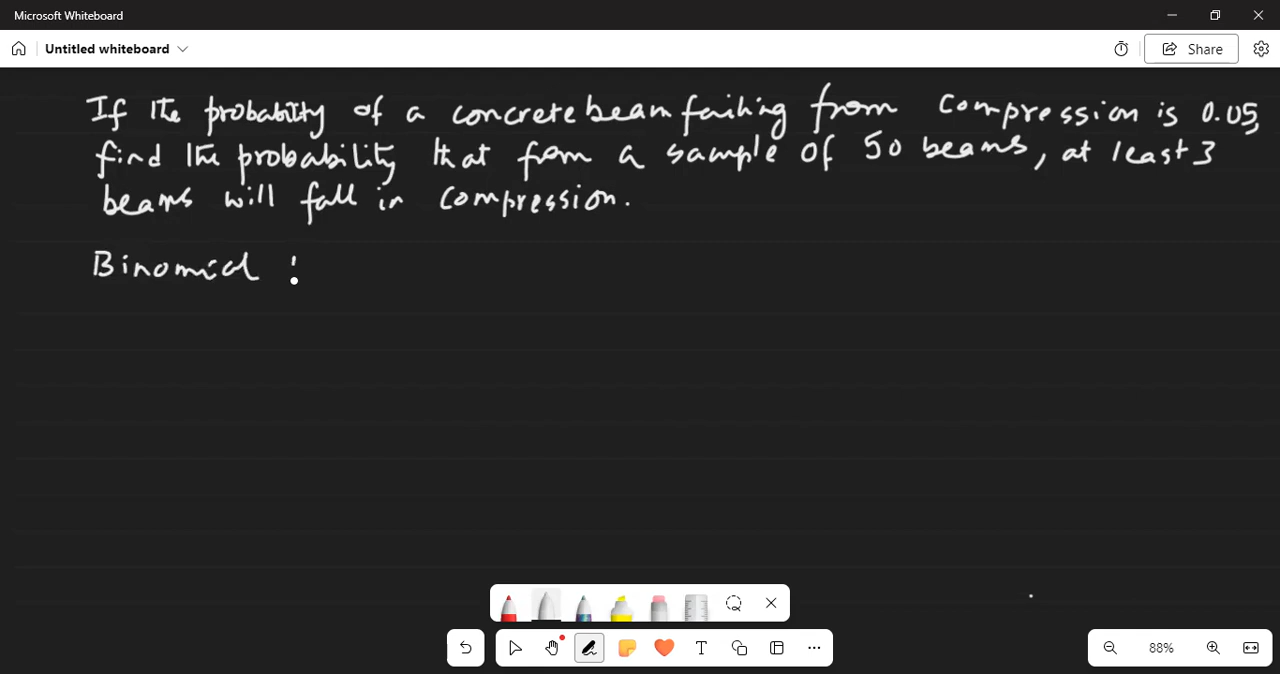 Microsoft Whiteboard
Untitled whiteboard
Share
If the probability of a concrete beam failing from compression is 0.05,
find the probability that from a sample of 50 beams, at least 3
beams will fall in compression.
Binomial :
88%